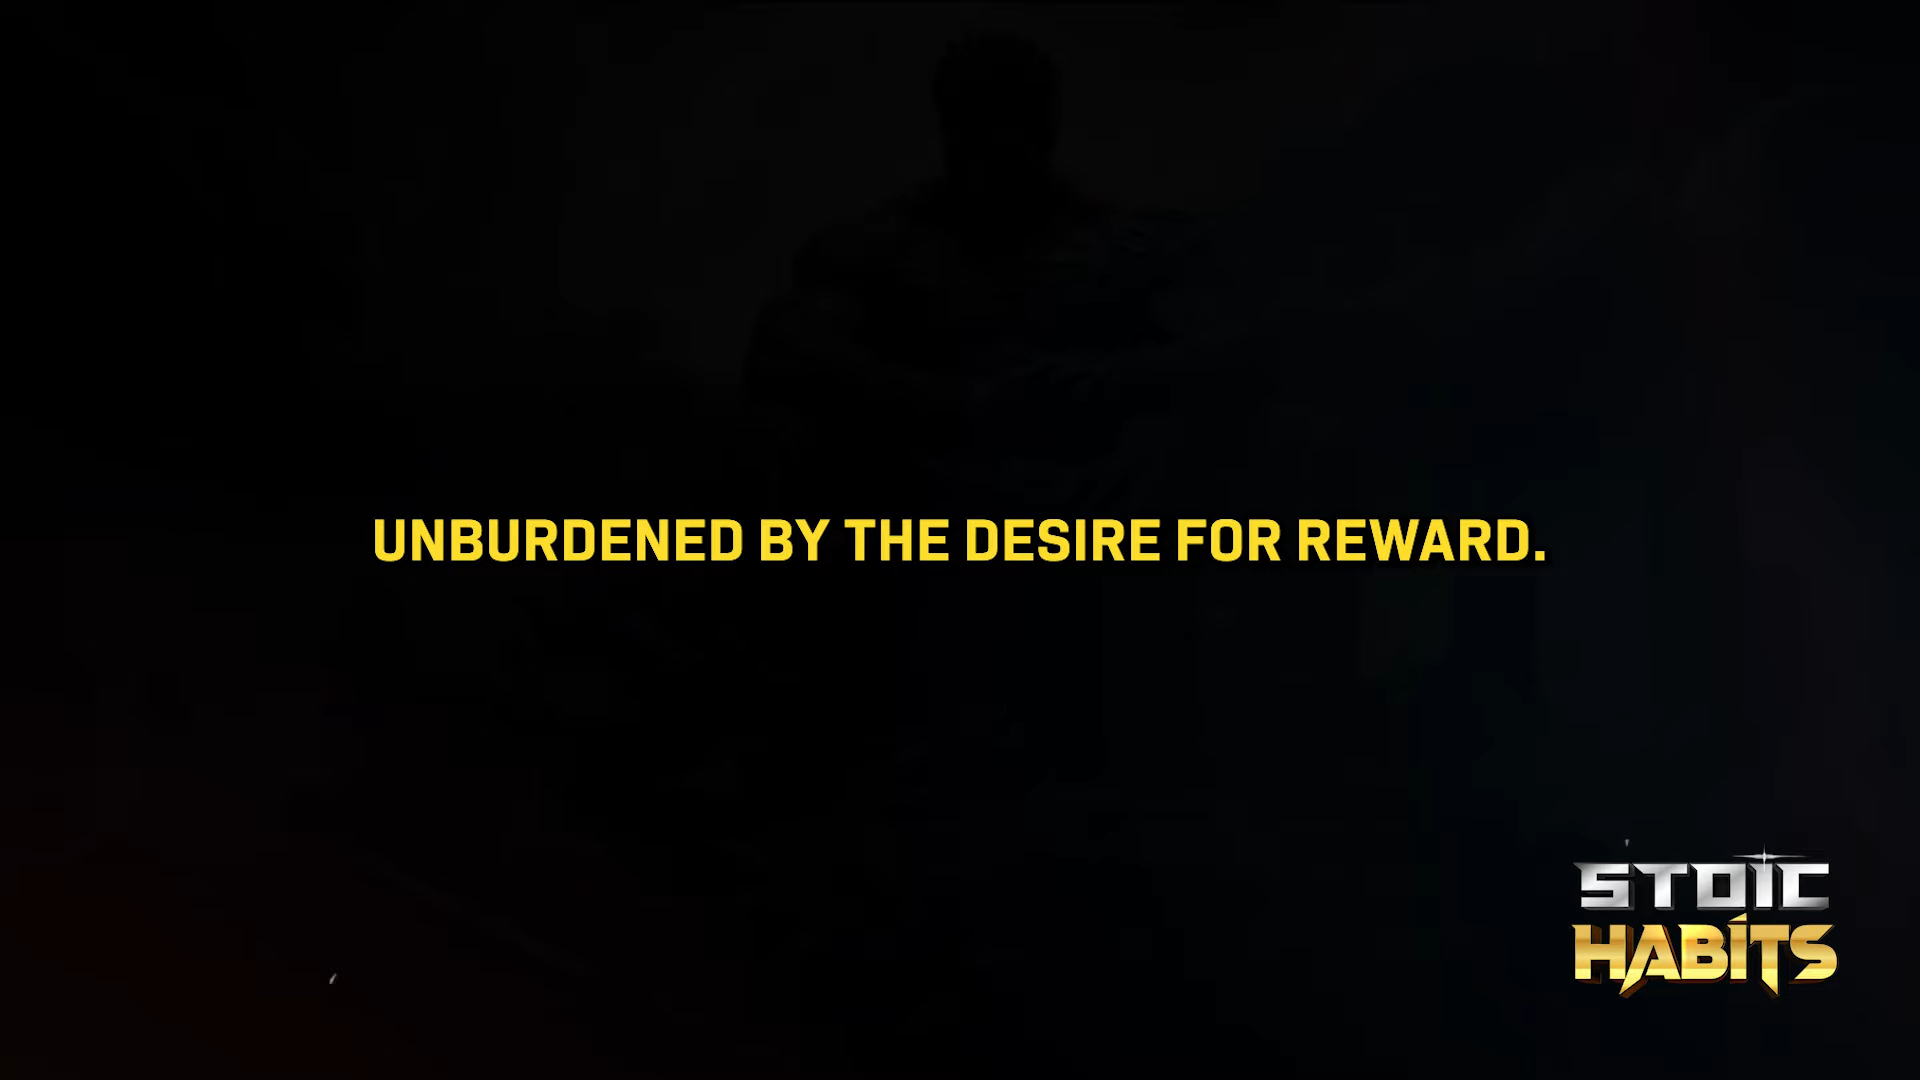 UNBURDENED BY THE DESIRE FOR REWARD.
STOIC
HABITS